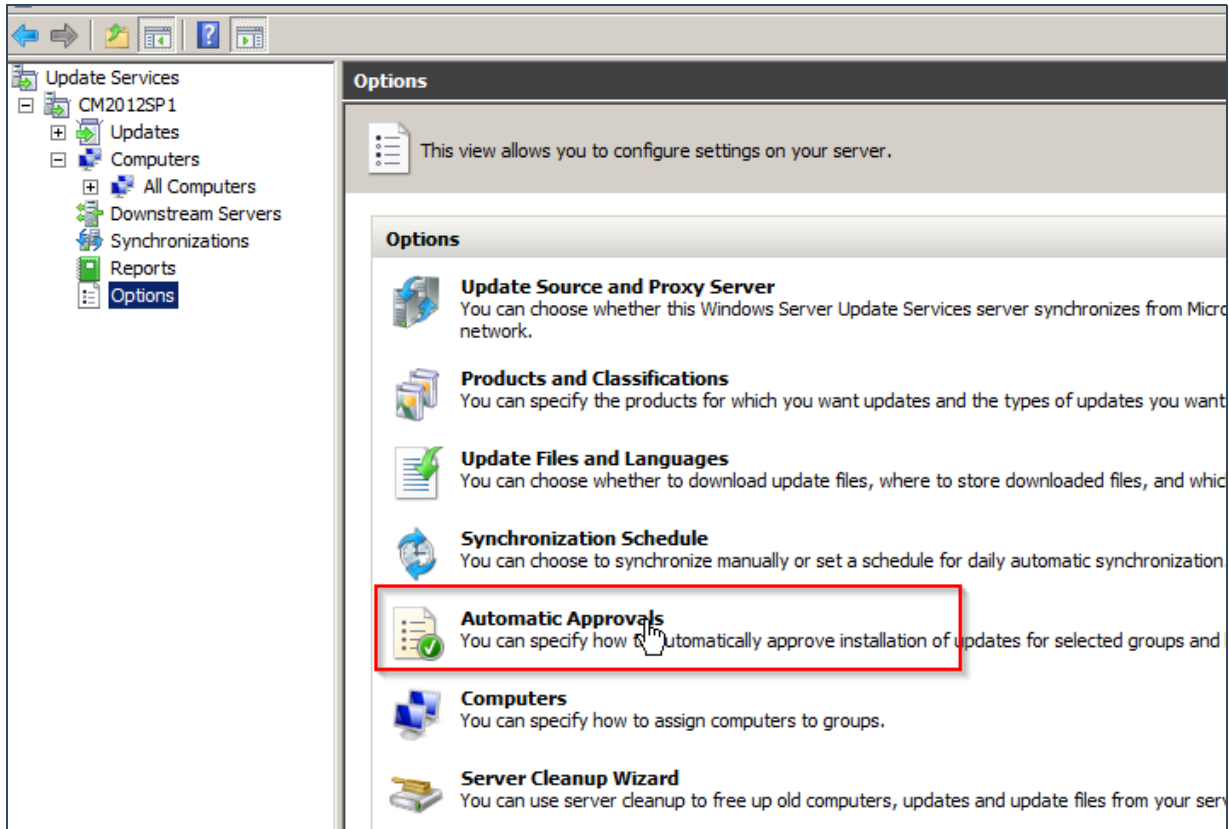 Update Services
CM2012SP1
Updates
Computers
All Computers
Downstream Servers
Synchronizations
Reports
Options
Options
This view allows you to configure settings on your server.
Options
Update Source and Proxy Server
You can choose whether this Windows Server Update Services server synchronizes from Micro
network.
Products and Classifications
You can specify the products for which you want updates and the types of updates you want
Update Files and Languages
You can choose whether to download update files, where to store downloaded files, and whic
Synchronization Schedule
You can choose to synchronize manually or set a schedule for daily automatic synchronization.
Automatic Approvals
You can specify how to automatically approve installation of updates for selected groups and
Computers
You can specify how to assign computers to groups.
Server Cleanup Wizard
You can use server cleanup to free up old computers, updates and update files from your serv